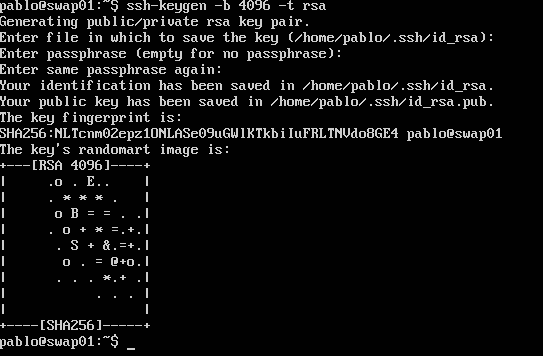 pablo@swap01:~$ ssh-keygen -b 4096 -t rsa
Generating public/private rsa key pair.
Enter file in which to save the key (/home/pablo/.ssh/id_rsa):
Enter passphrase (empty for no passphrase):
Enter same passphrase again:
Your identification has been saved in /home/pablo/.ssh/id_rsa.
Your public key has been saved in /home/pablo/.ssh/id_rsa.pub.
The key fingerprint is:
SHA256:NLTcnm02epz1ONLASe09uGWlKTkbiIuFRLTNVdo8GE4 pablo@swap01
The key's randomart image is:
+---[RSA 4096]----+
|      .o . E..    |
|      . * * * .   |
|       o B = = . .|
|      . o + * =.+.|
|       . S + &.=+.|
|        o . = @+o.|
|       . . . *.+ .|
|             . . .|
|                  |
+----[SHA256]-----+
pablo@swap01:~$ _